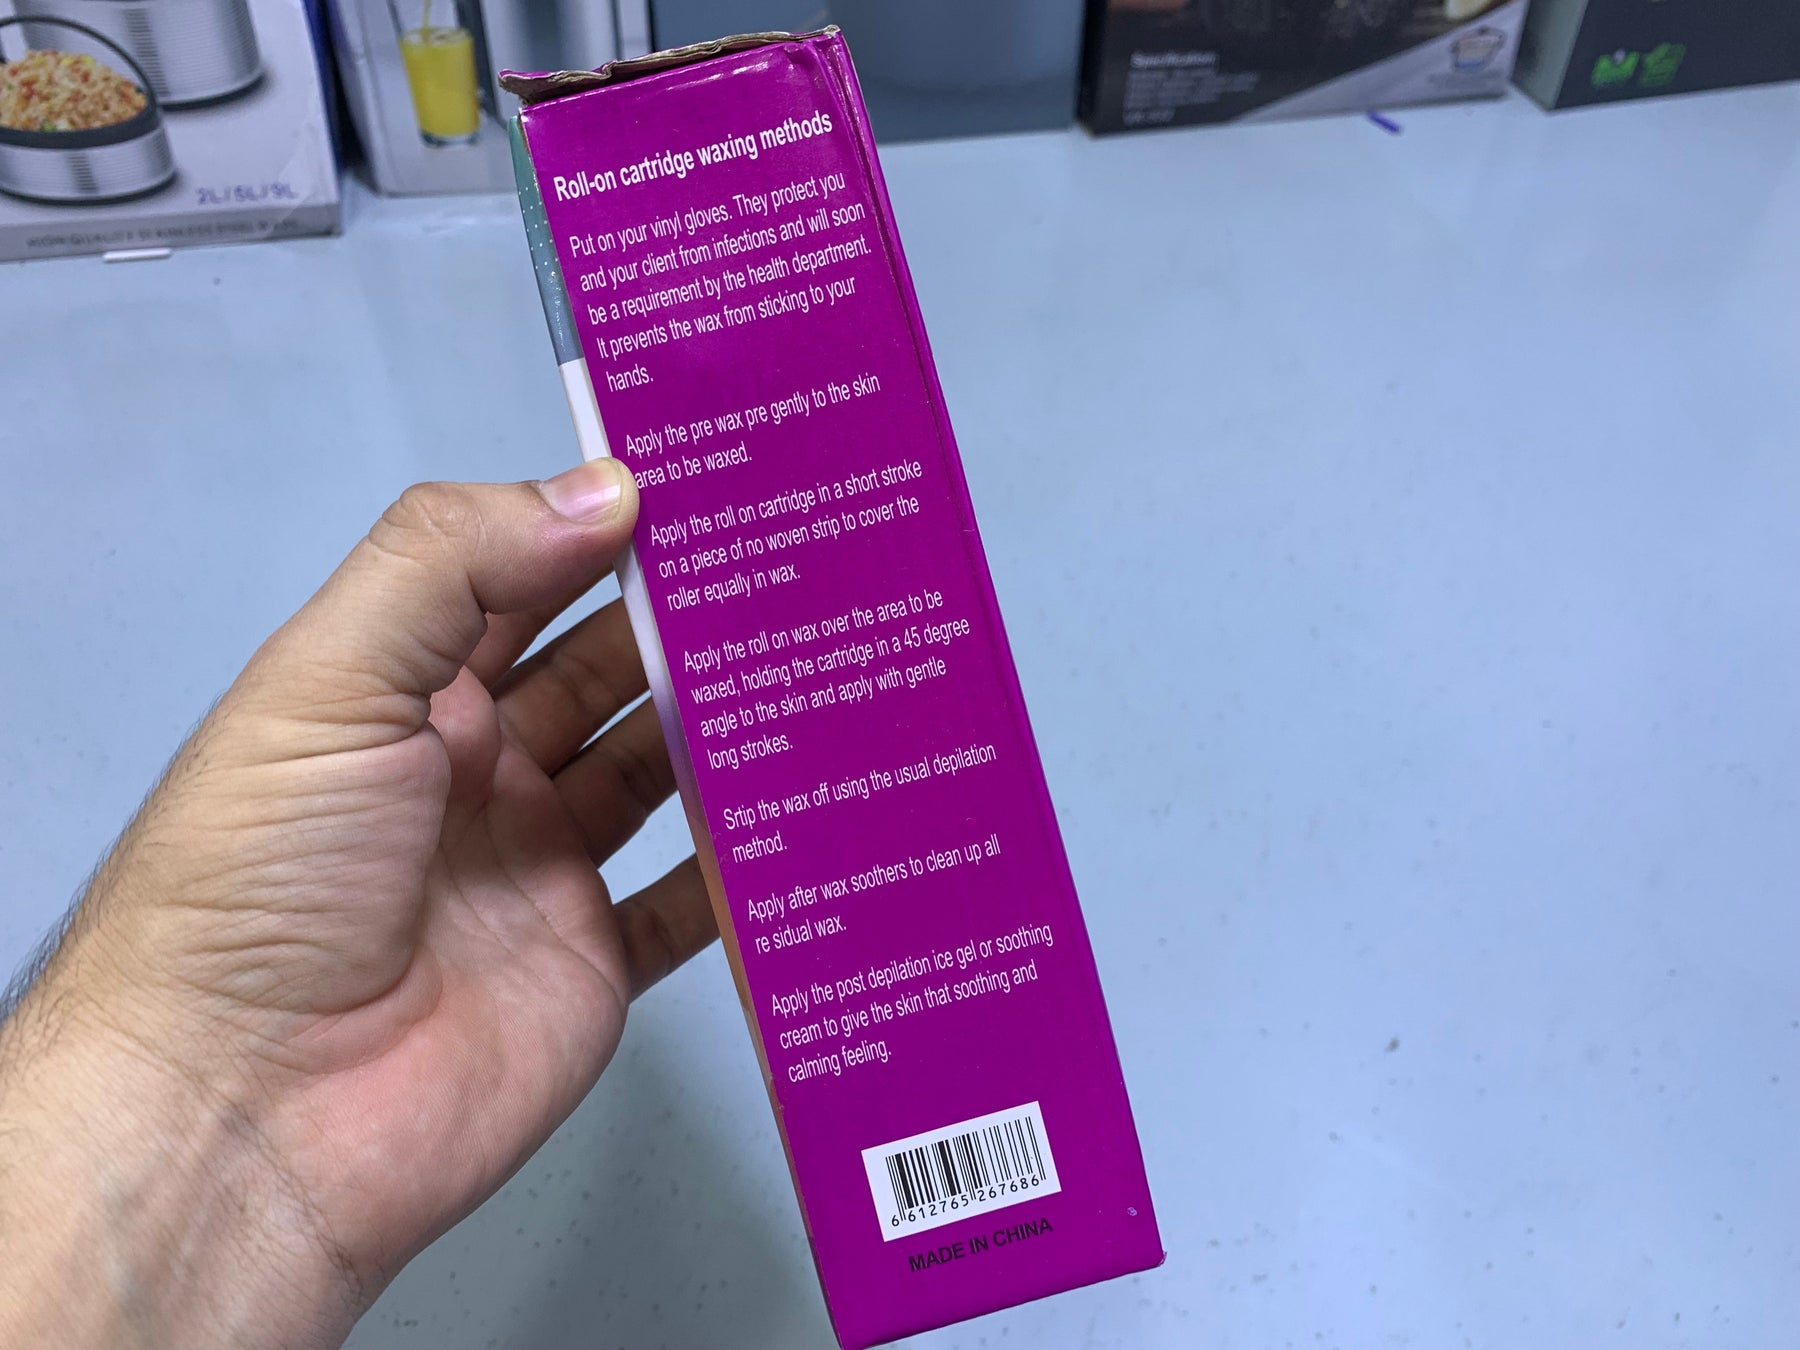 2L/5L/9L
Specification
Roll-on cartridge waxing methods
Put on your vinyl gloves. They protect you
and your client from infections and will soon
be a requirement by the health department.
It prevents the wax from sticking to your
hands.
Apply the pre wax pre gently to the skin
area to be waxed.
Apply the roll on cartridge in a short stroke
on a piece of no woven strip to cover the
roller equally in wax.
Apply the roll on wax over the area to be
waxed, holding the cartridge in a 45 degree
angle to the skin and apply with gentle
long strokes.
Srtip the wax off using the usual depilation
method.
Apply after wax soothers to clean up all
re sidual wax.
Apply the post depilation ice gel or soothing
cream to give the skin that soothing and
calming feeling.
6 612765 267686
MADE IN CHINA